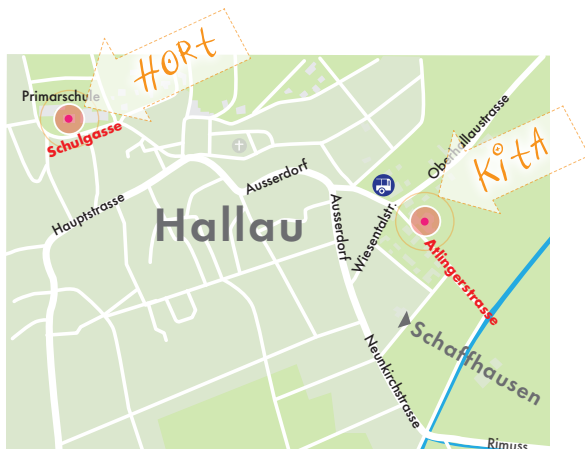 HORT
Primarschule
Schulgasse
KitA
Oberhallaustrasse
Ausserdorf
Hauptstrasse
Hallau
Ausserdorf
Wiesentalstr.
Atlingerstrasse
Schaffhausen
Neunkirchstrasse
Rimuss